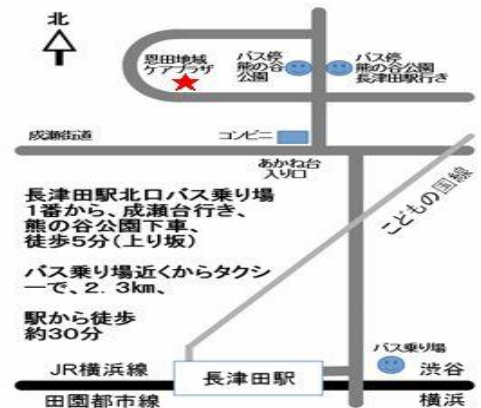 北
恩田地域
ケアプラザ
バス停
熊の谷
公園
バス停
熊の谷公園
長津田駅行き
成瀬街道
コンビニ
あかね台
入り口
こどもの国線
長津田駅北口バス乗り場
1番から、成瀬台行き、
熊の谷公園下車、
徒歩5分(上り坂)
バス乗り場近くからタクシ
ーで、2. 3km、
駅から徒歩
約30分
バス乗り場
JR横浜線
長津田駅
渋谷
田園都市線
横浜